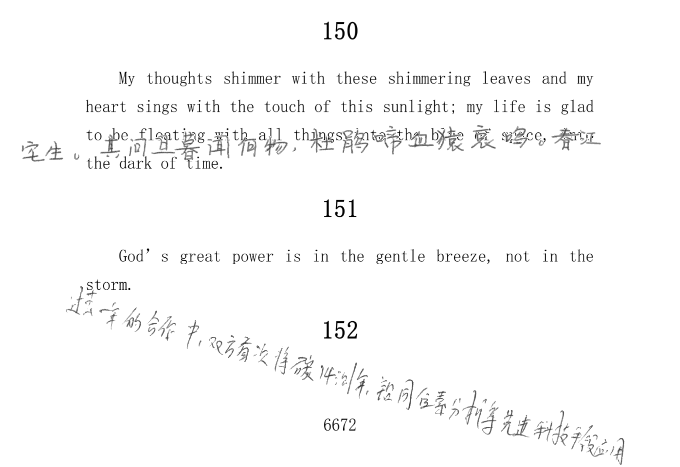 150
My thoughts shimmer with these shimmering leaves and my
heart sings with the touch of this sunlight; my life is glad
to be floating with all things into the blue of space, into
宅生。其间旦暮闻何物，杜鹃啼血猿哀鸣。春江
the dark of time.
151
God's great power is in the gentle breeze, not in the
storm.
过去一年的合作中，双方首次将碳14测年，锶同位素分析等先进科技手段应用
152
6672